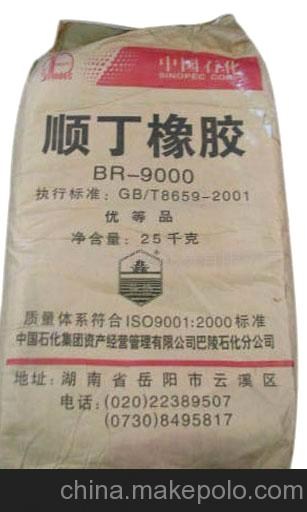 中国石化
SINOPEC CORP
顺丁橡胶
BR-9000
执行标准：GB/T8659-2001
优等品
净含量：25千克
质量体系符合ISO9001:2000标准
中国石化集团资产经营管理有限公司巴陵石化分公司
地址：湖南省岳阳市云溪区
电话：(020)22389507
(0730)8495817
china.makepolo.com